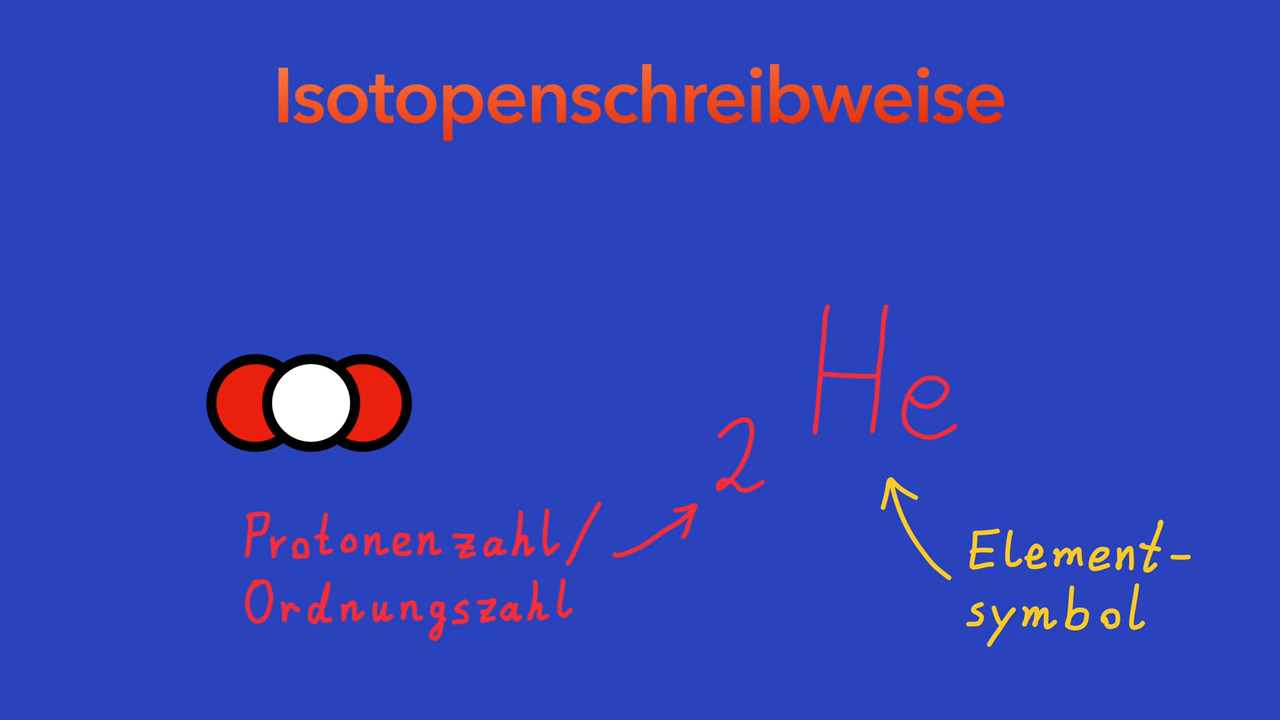 Isotopenschreibweise
He
2
Protonenzahl/
Ordnungszahl
Element-
symbol